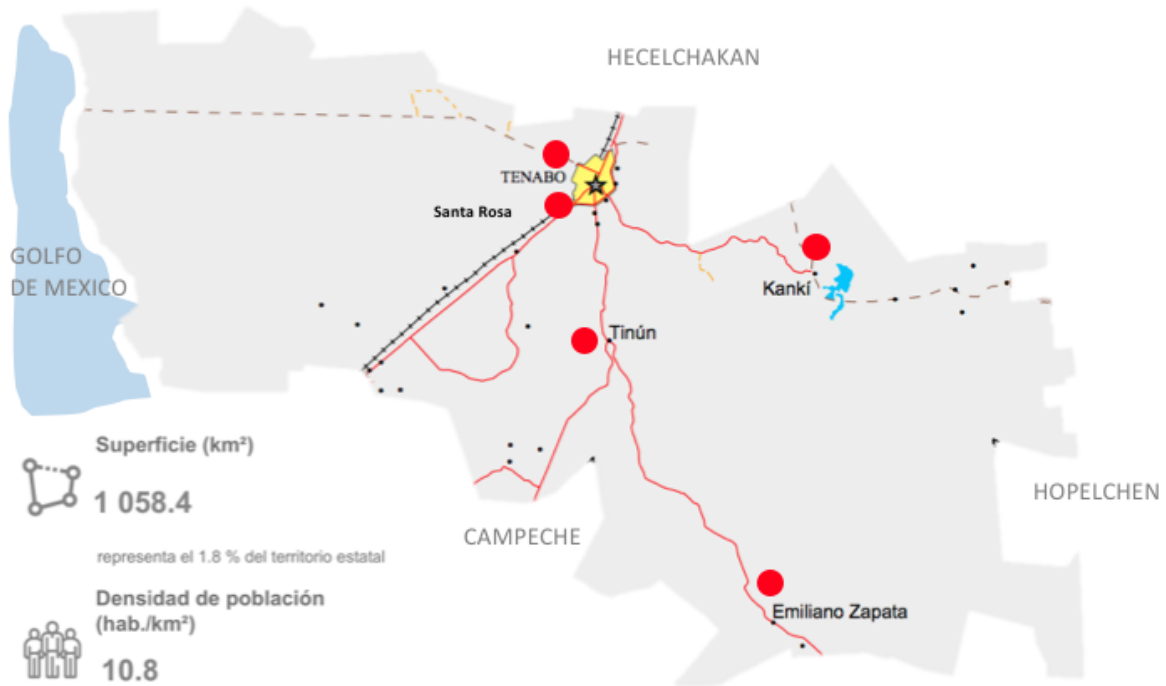 HECELCHAKAN
TENABO
Santa Rosa
GOLFO
DE MEXICO
Kankí
Tinún
Superficie (km²)
1 058.4
HOPELCHEN
CAMPECHE
representa el 1.8 % del territorio estatal
Densidad de población
(hab./km²)
Emiliano Zapata
10.8